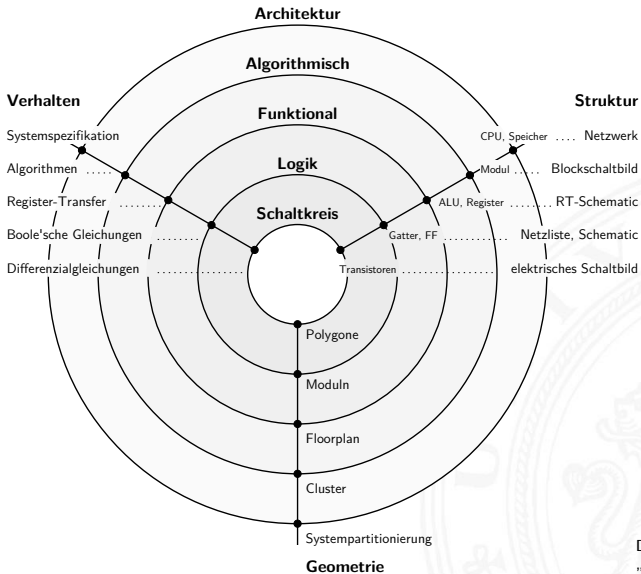 Architektur
Algorithmisch
Verhalten
Struktur
Funktional
Systemspezifikation
CPU, Speicher .... Netzwerk
Logik
Algorithmen ......
Modul ..... Blockschaltbild
Register-Transfer ......
ALU, Register ..... RT-Schematic
Schaltkreis
Boole'sche Gleichungen
Gatter, FF ........ Netzliste, Schematic
Differenzialgleichungen
Transistoren .......... elektrisches Schaltbild
Polygone
Moduln
Floorplan
Cluster
Systempartitionierung
Geometrie